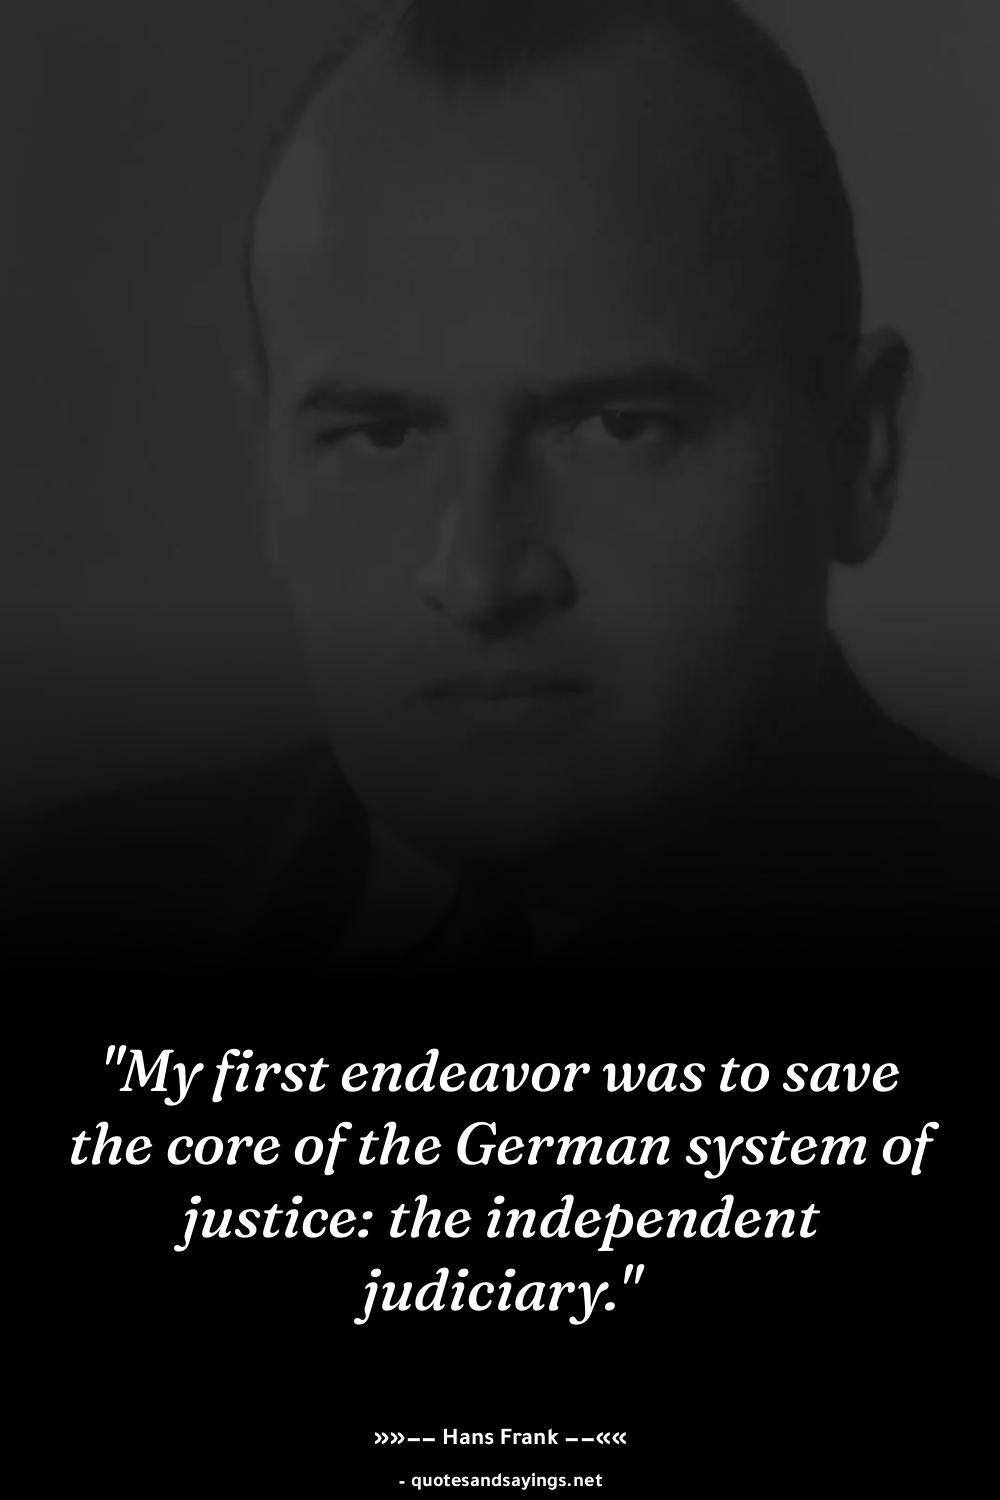 "My first endeavor was to save
the core of the German system of
justice: the independent
judiciary."
»»–– Hans Frank ––««
- quotesandsayings.net